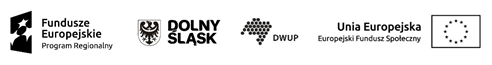 Fundusze
Europejskie
Program Regionalny
DOLNY
ŚLĄSK
DWUP
Unia Europejska
Europejski Fundusz Społeczny